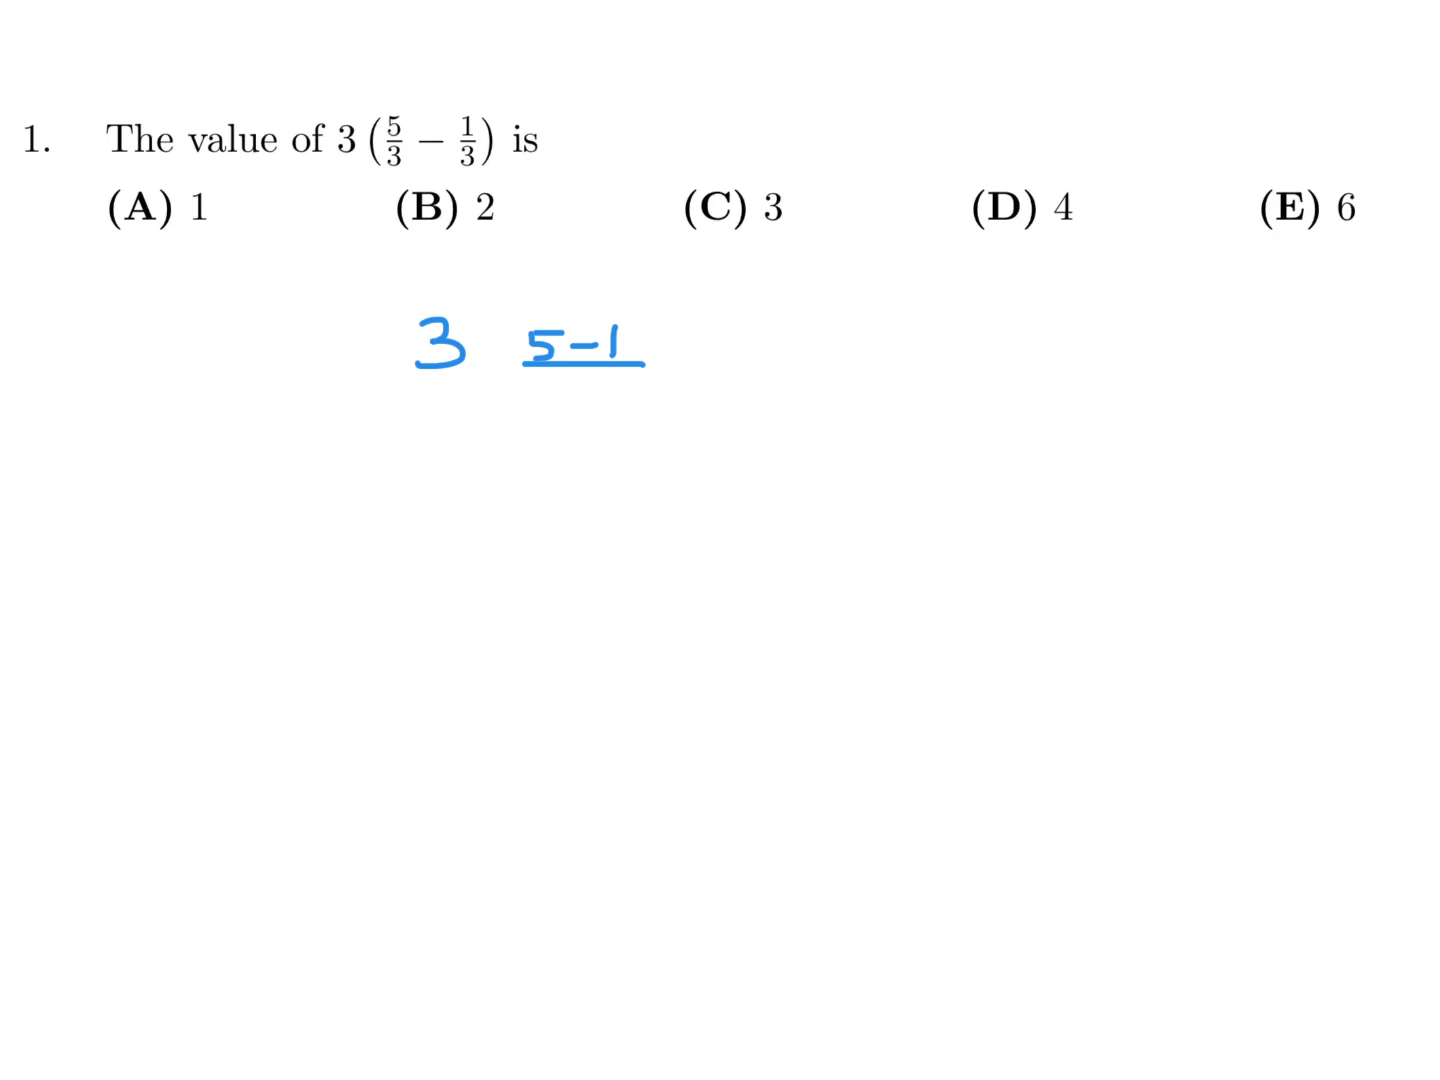 1. The value of 3 (5/3 − 1/3) is
(A) 1 (B) 2 (C) 3 (D) 4 (E) 6
3 5-1